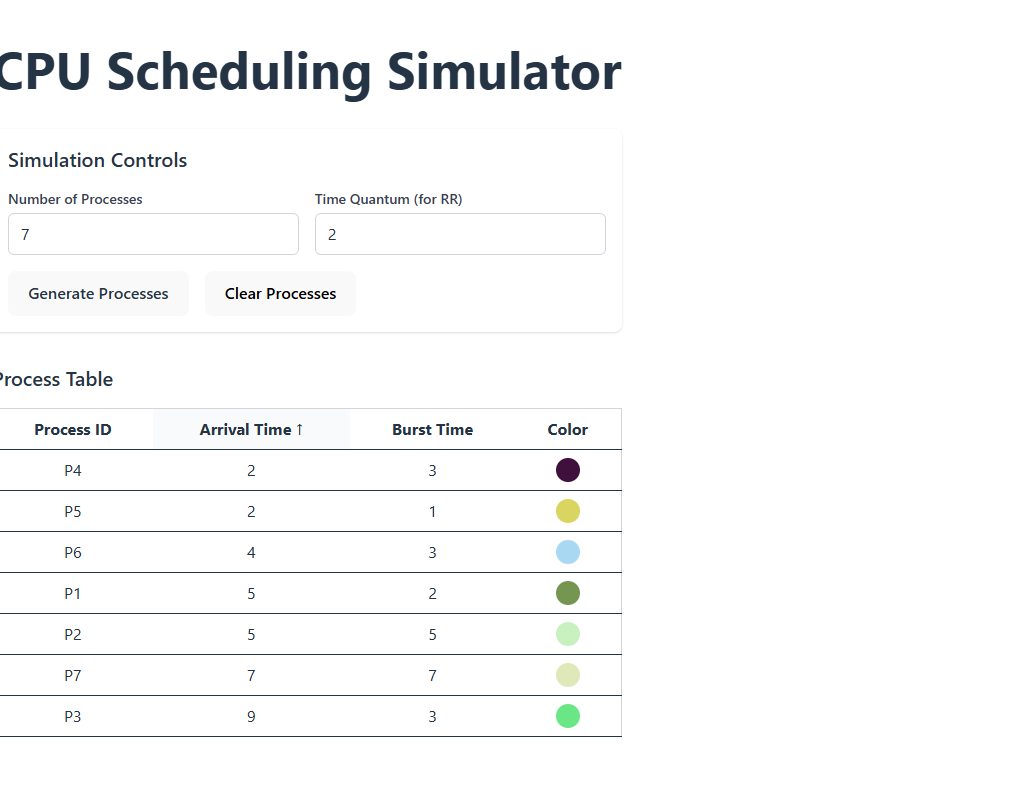 CPU Scheduling Simulator
Simulation Controls
Number of Processes Time Quantum (for RR)
7 2
Generate Processes Clear Processes
Process Table
Process ID Arrival Time ↑ Burst Time Color
P4 2 3
P5 2 1
P6 4 3
P1 5 2
P2 5 5
P7 7 7
P3 9 3